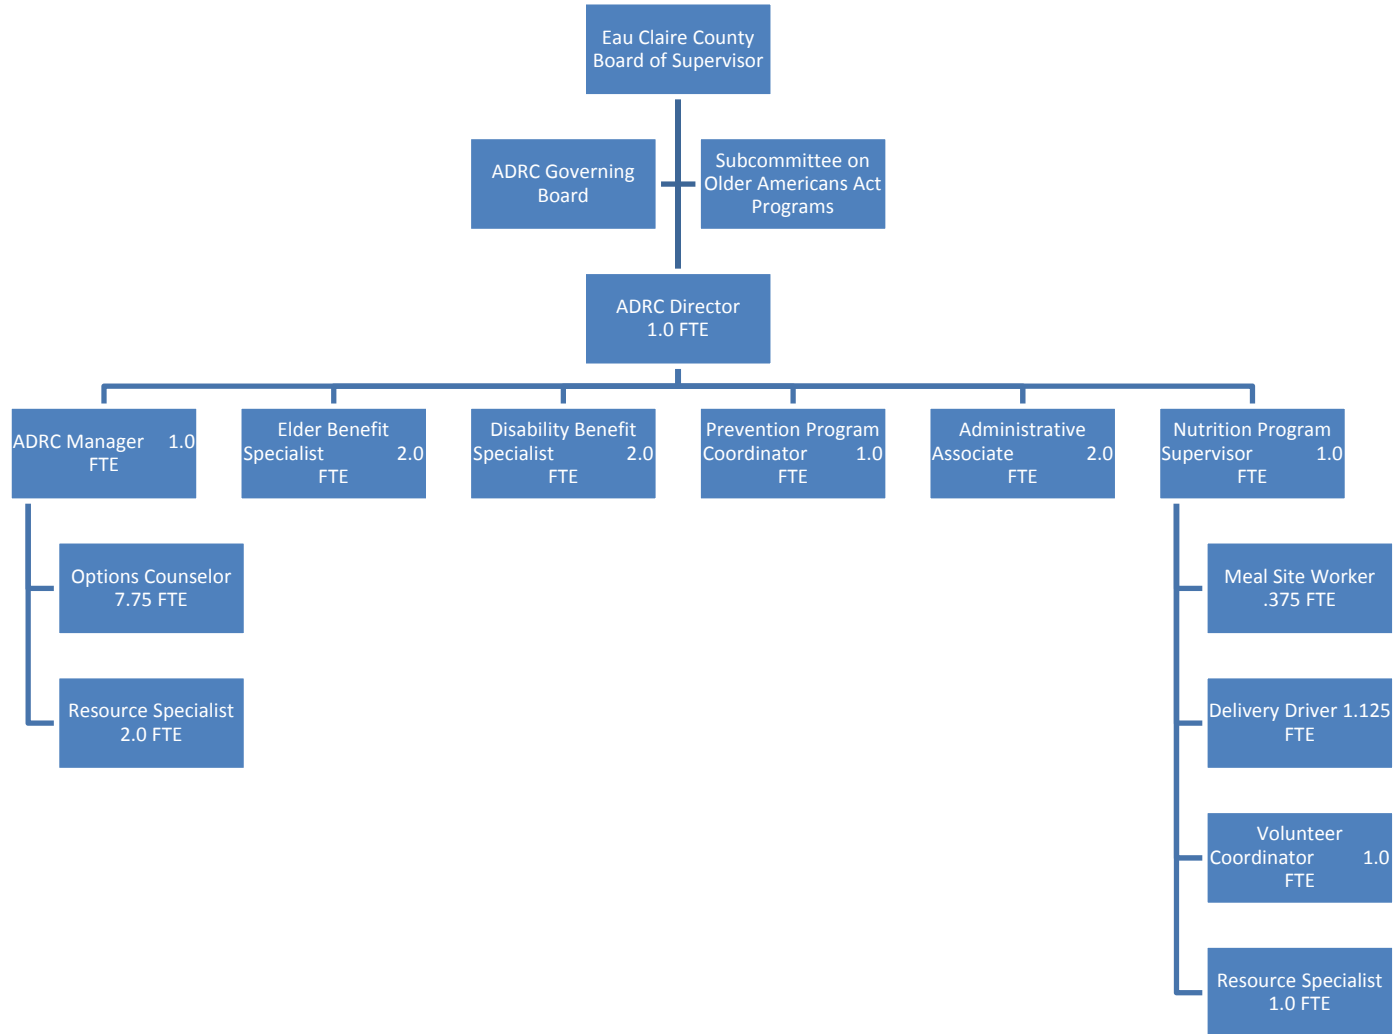 Eau Claire County
Board of Supervisor
ADRC Governing
Board
Subcommittee on
Older Americans Act
Programs
ADRC Director
1.0 FTE
ADRC Manager 1.0
FTE
Elder Benefit
Specialist 2.0
FTE
Disability Benefit
Specialist 2.0
FTE
Prevention Program
Coordinator 1.0
FTE
Administrative
Associate 2.0
FTE
Nutrition Program
Supervisor 1.0
FTE
Options Counselor
7.75 FTE
Resource Specialist
2.0 FTE
Meal Site Worker
.375 FTE
Delivery Driver 1.125
FTE
Volunteer
Coordinator 1.0
FTE
Resource Specialist
1.0 FTE